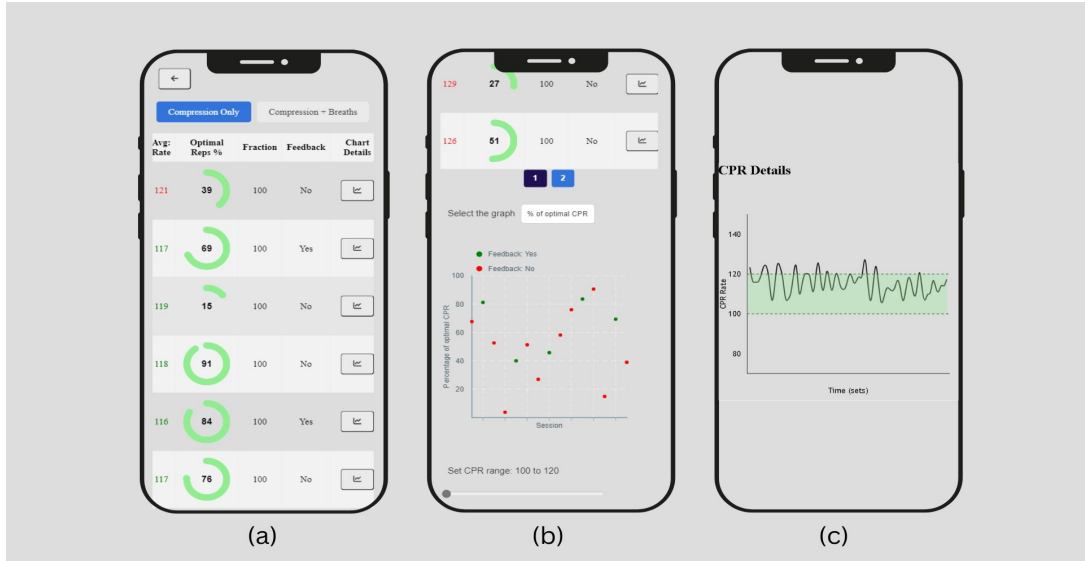 Compression Only Compression + Breaths
Avg: Rate Optimal Reps % Fraction Feedback Chart Details
121 39 100 No
117 69 100 Yes
119 15 100 No
118 91 100 No
116 84 100 Yes
117 76 100 No
(a)
129 27 100 No
126 51 100 No
1 2
Select the graph % of optimal CPR
Feedback: Yes
Feedback: No
100
80
60
40
20
Percentage of optimal CPR
Session
Set CPR range: 100 to 120
(b)
CPR Details
140
120
100
80
CPR Rate
Time (sets)
(c)